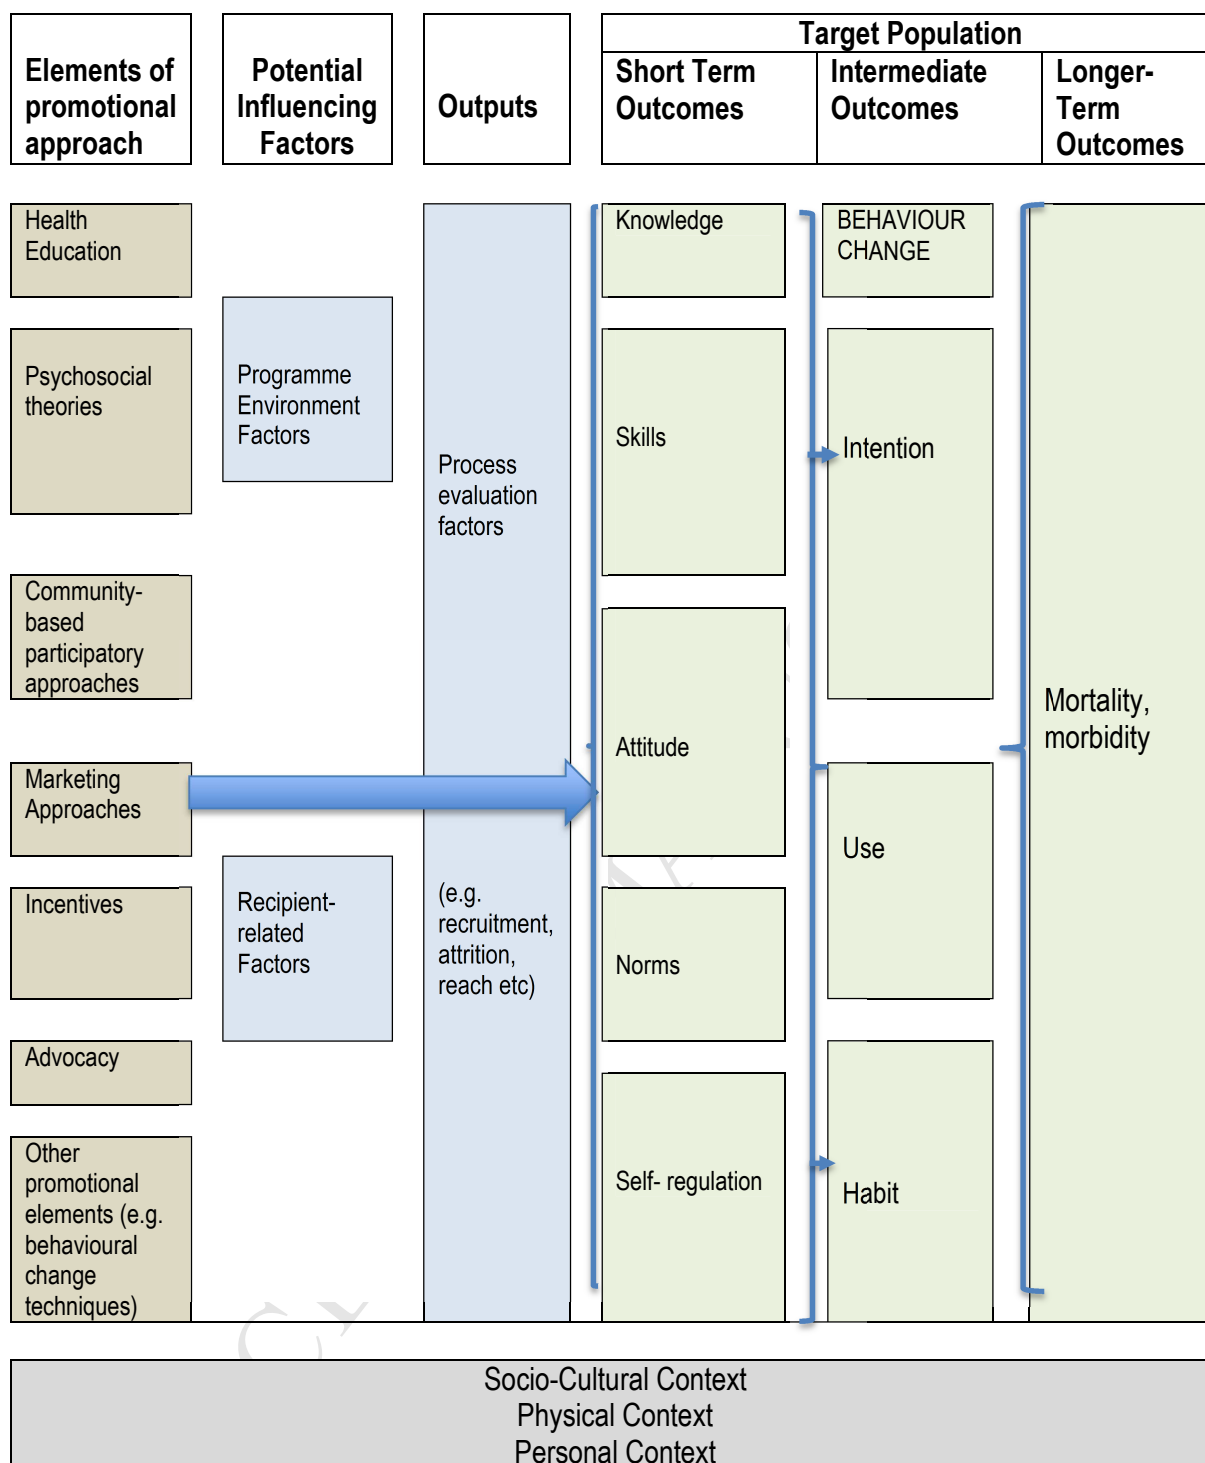 Elements of
promotional
approach
Potential
Influencing
Factors
Outputs
Target Population
Short Term
Outcomes
Intermediate
Outcomes
Longer-
Term
Outcomes
Health
Education
Psychosocial
theories
Community-
based
participatory
approaches
Marketing
Approaches
Incentives
Advocacy
Other
promotional
elements (e.g.
behavioural
change
techniques)
Programme
Environment
Factors
Recipient-
related
Factors
Process
evaluation
factors
(e.g.
recruitment,
attrition,
reach etc)
Knowledge
Skills
Attitude
Norms
Self- regulation
BEHAVIOUR
CHANGE
Intention
Use
Habit
Mortality,
morbidity
Socio-Cultural Context
Physical Context
Personal Context